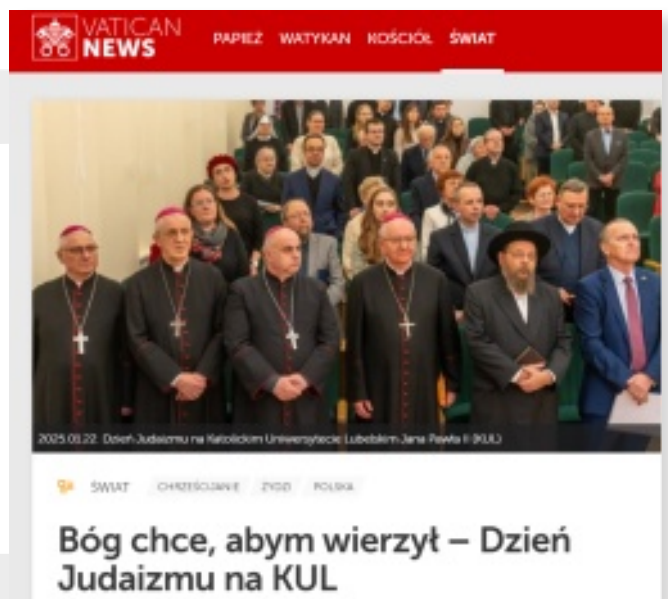 VATICAN
NEWS
PAPIEŻ WATYKAN KOŚCIÓŁ ŚWIAT
2025.01.22. Dzień Judaizmu na Katolickim Uniwersytecie Lubelskim Jana Pawła II (KUL)
ŚWIAT CHRZEŚCIJANIE ŻYDZI POLSKA
Bóg chce, abym wierzył – Dzień
Judaizmu na KUL